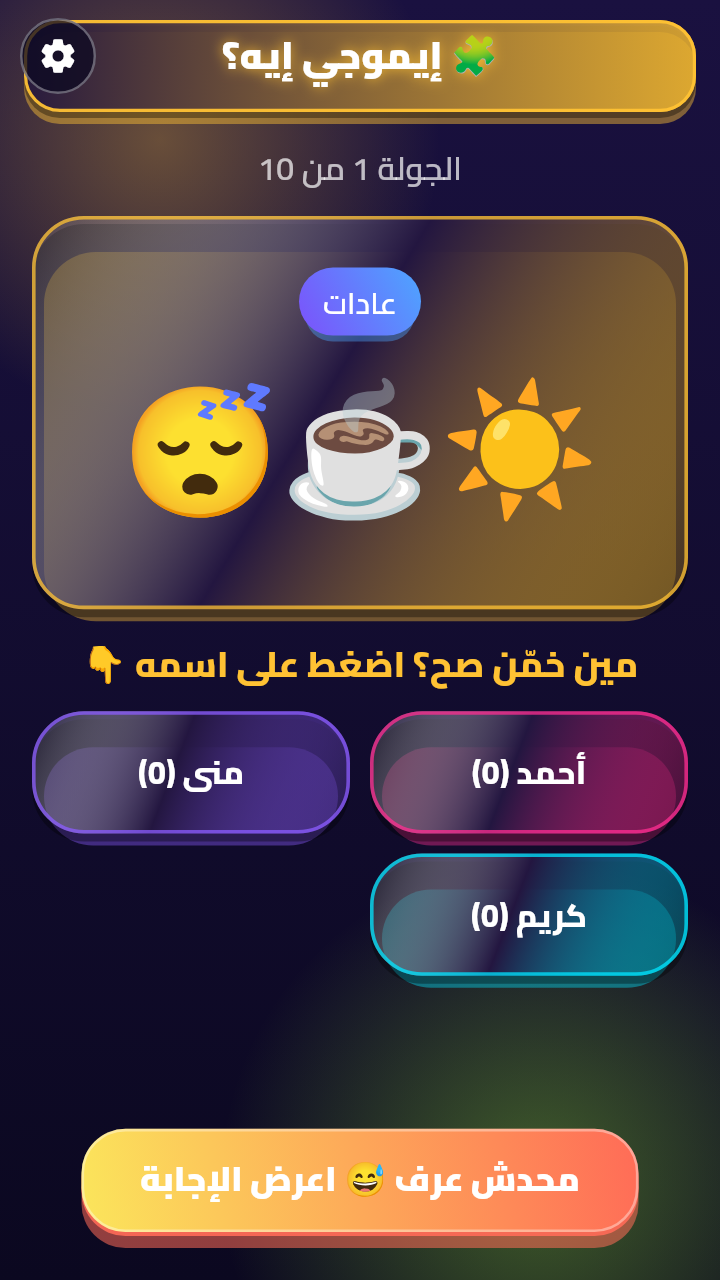 🧩 إيموجي إيه؟
الجولة 1 من 10
عادات
مين خمّن صح؟ اضغط على اسمه 👇
أحمد (0)
منى (0)
كريم (0)
محدش عرف 😅 اعرض الإجابة